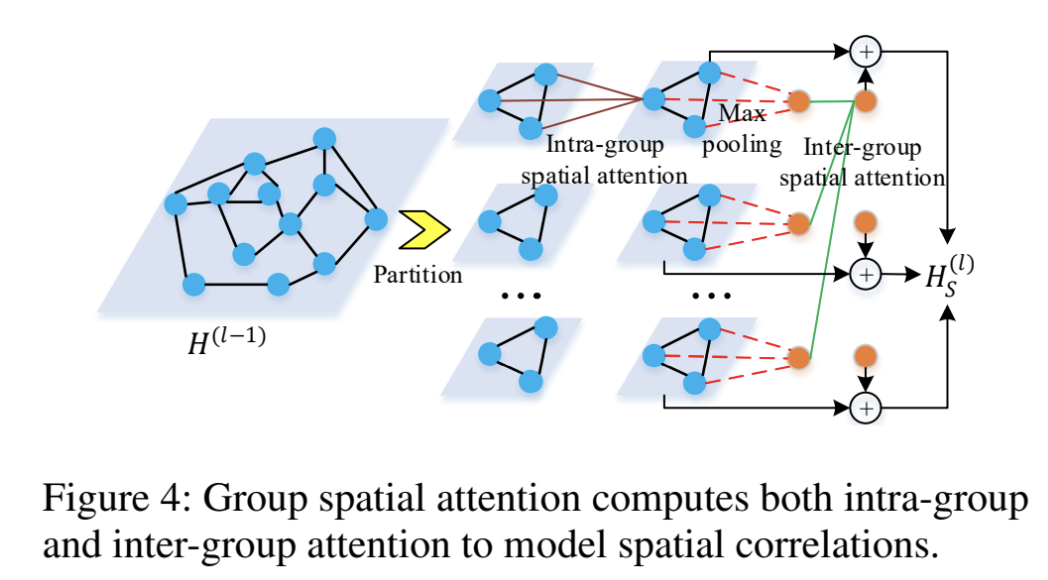 +
Max
pooling
Intra-group
spatial attention
Inter-group
spatial attention
Partition
+
H_S^{(l)}
...
...
H^{(l-1)}
+
Figure 4: Group spatial attention computes both intra-group
and inter-group attention to model spatial correlations.